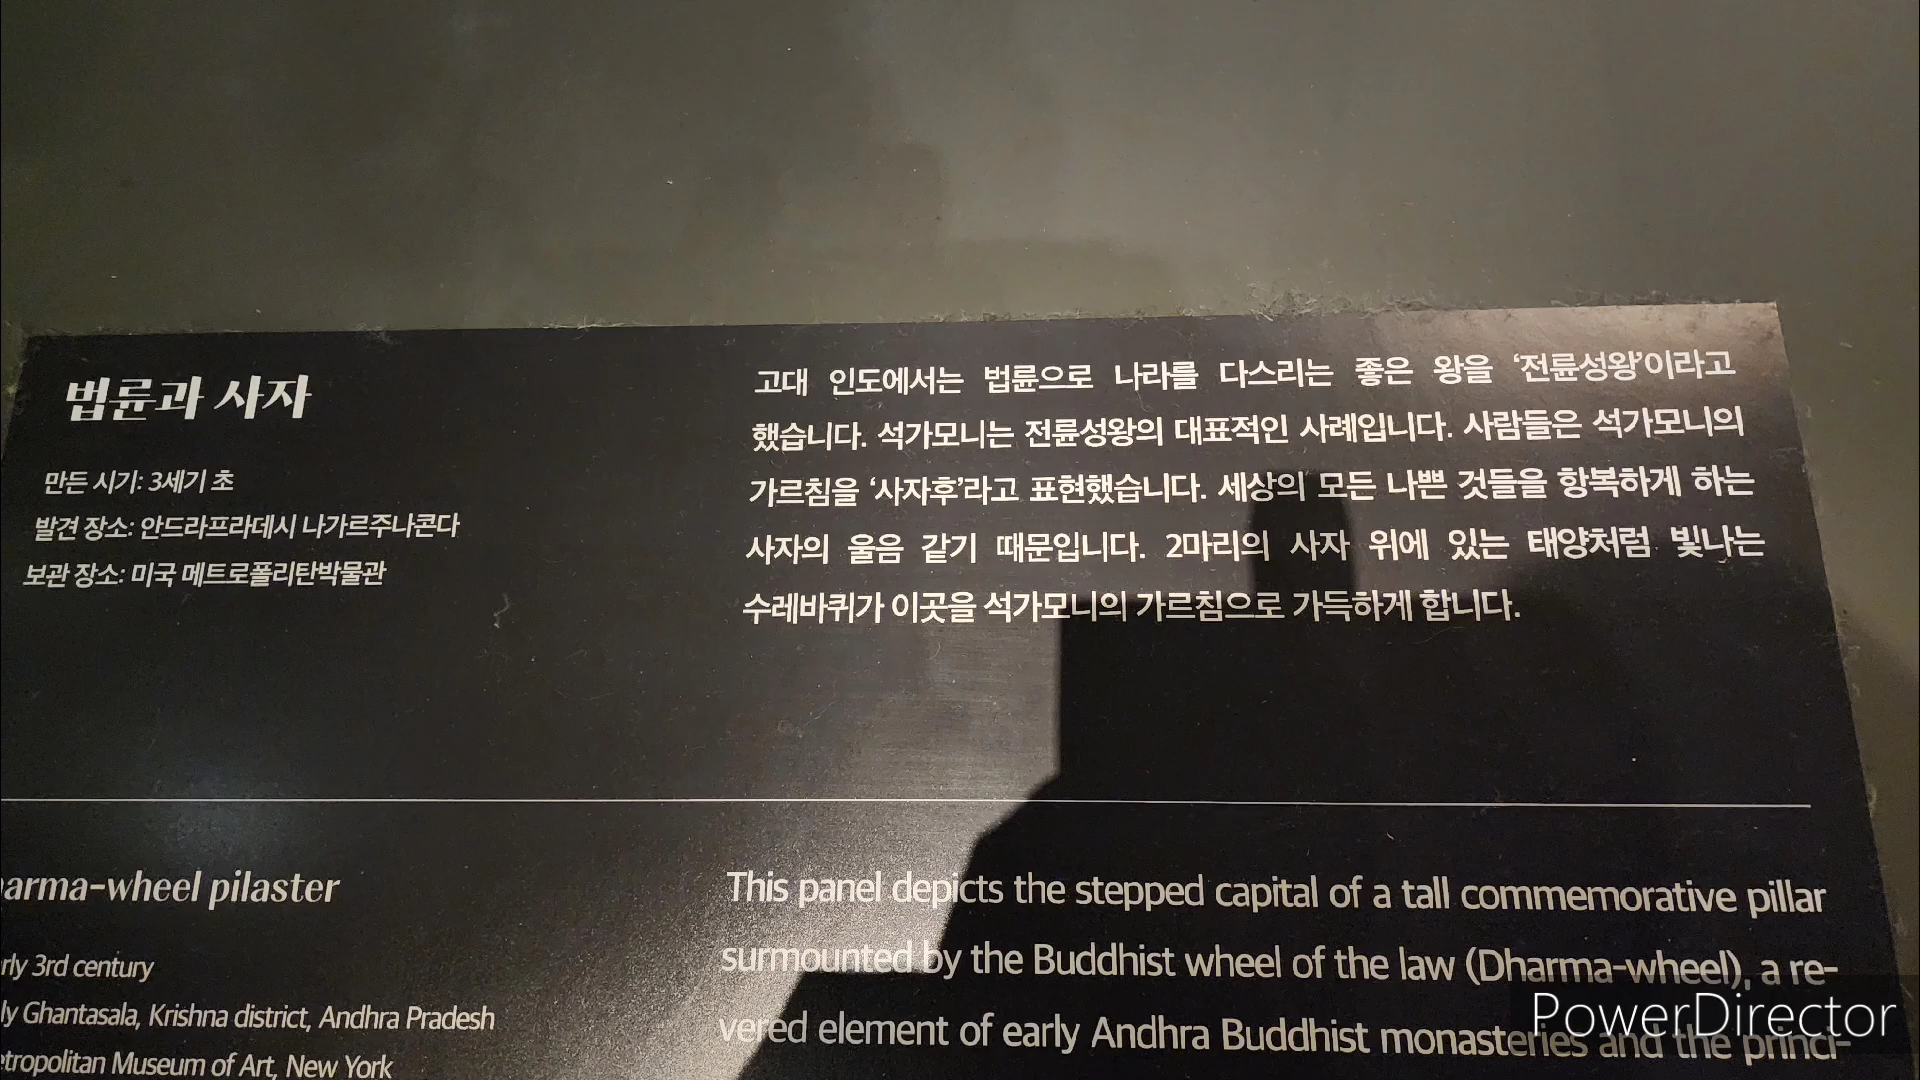 법륜과 사자
만든 시기: 3세기 초
발견 장소: 안드라프라데시 나가르주나콘다
보관 장소: 미국 메트로폴리탄박물관
고대 인도에서는 법륜으로 나라를 다스리는 좋은 왕을 ‘전륜성왕’이라고
했습니다. 석가모니는 전륜성왕의 대표적인 사례입니다. 사람들은 석가모니의
가르침을 ‘사자후’라고 표현했습니다. 세상의 모든 나쁜 것들을 항복하게 하는
사자의 울음 같기 때문입니다. 2마리의 사자 위에 있는 태양처럼 빛나는
수레바퀴가 이곳을 석가모니의 가르침으로 가득하게 합니다.
arma-wheel pilaster
rly 3rd century
ly Ghantasala, Krishna district, Andhra Pradesh
etropolitan Museum of Art, New York
This panel depicts the stepped capital of a tall commemorative pillar
surmounted by the Buddhist wheel of the law (Dharma-wheel), a re-
vered element of early Andhra Buddhist monasteries and the princi-
PowerDirector